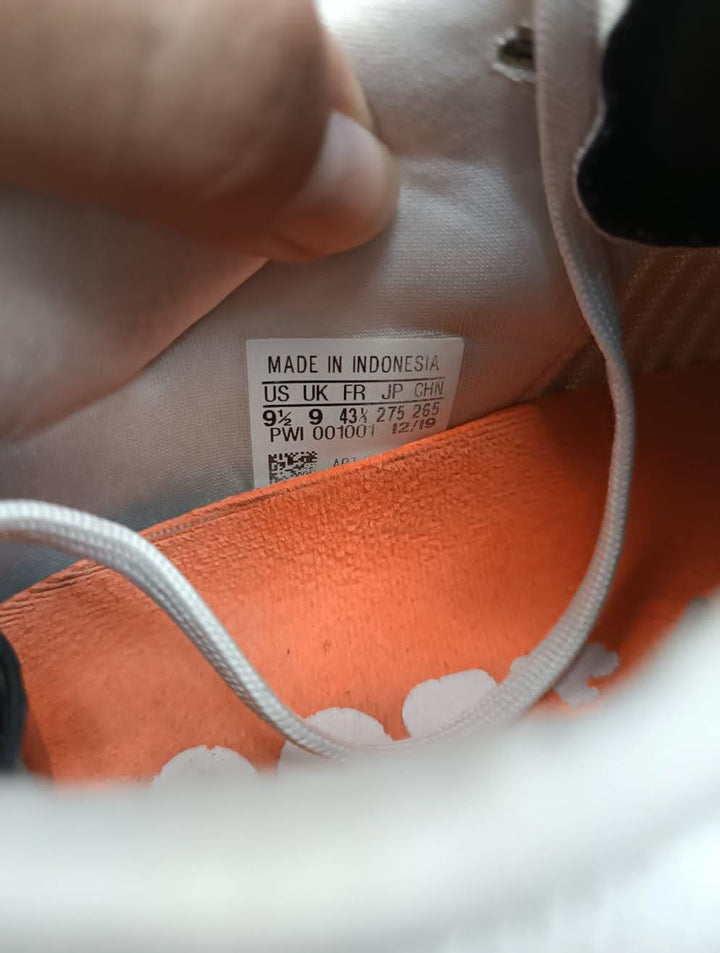 MADE IN INDONESIA
US UK FR JP CHN
9½ 9 43⅓ 275 265
PWI 001001 12/19